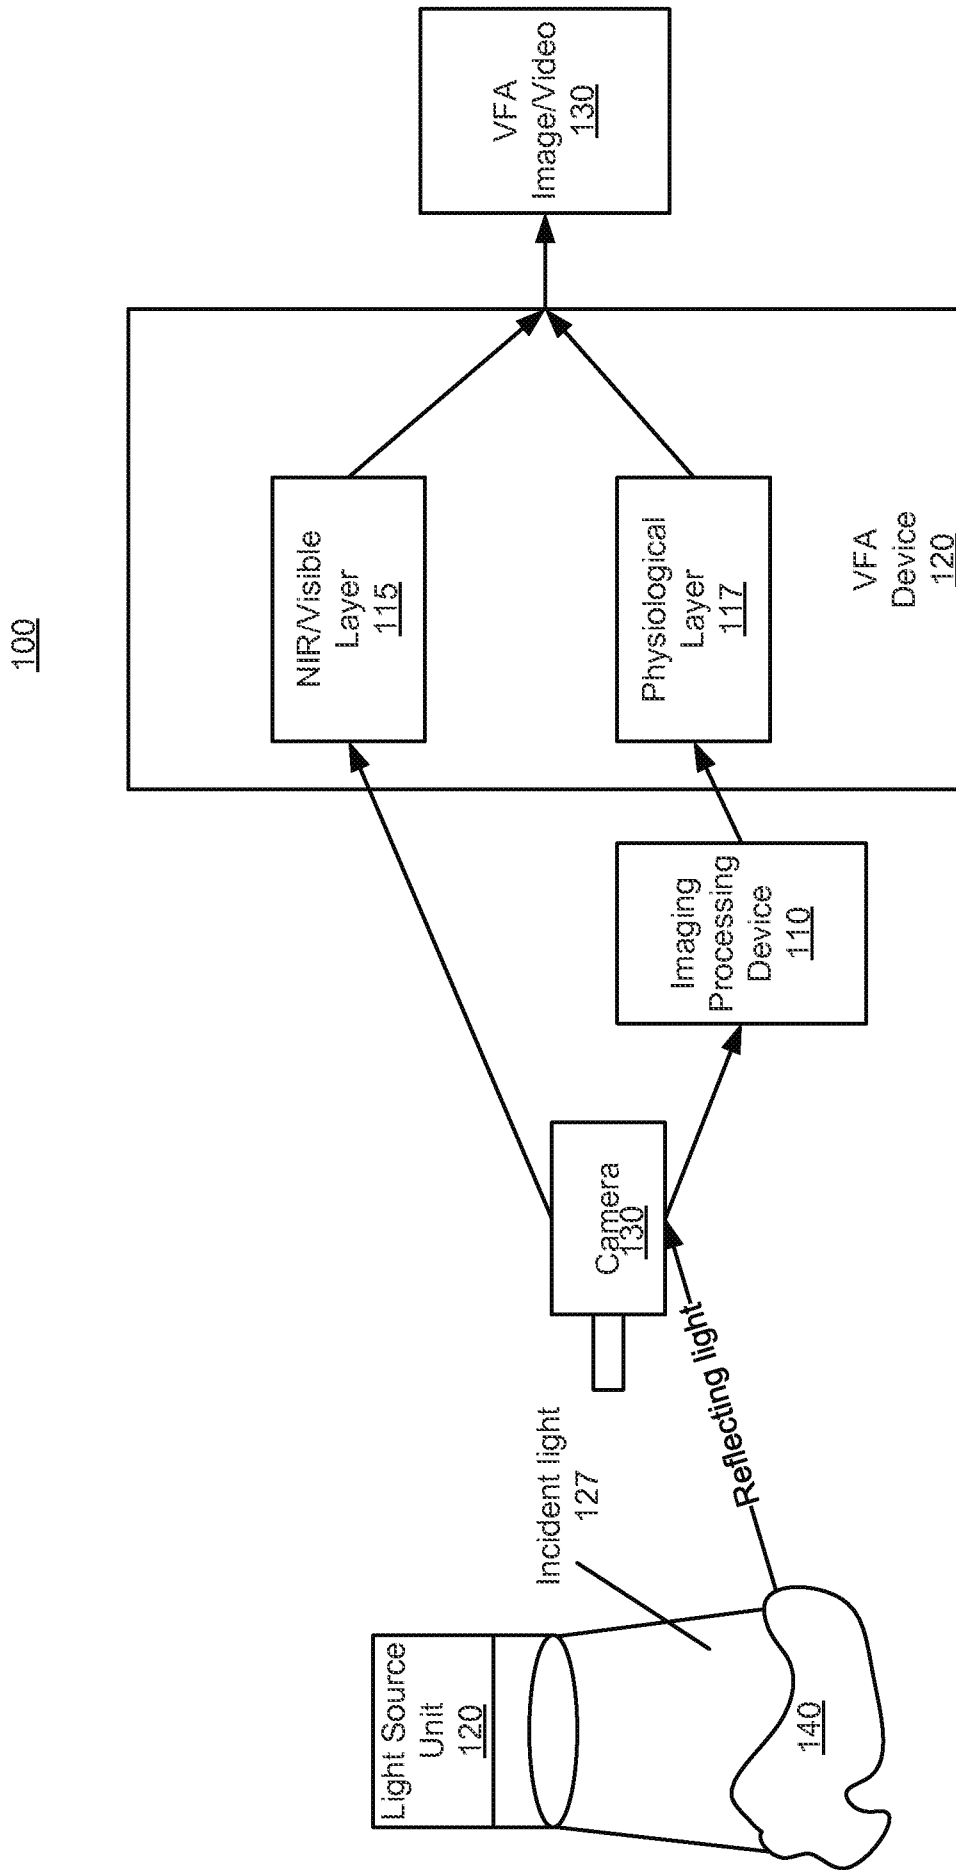 100
Light Source
Unit
120
Incident light
127
140
Reflecting light
Camera
130
Imaging
Processing
Device
110
NIR/Visible
Layer
115
Physiological
Layer
117
VFA
Device
120
VFA
Image/Video
130